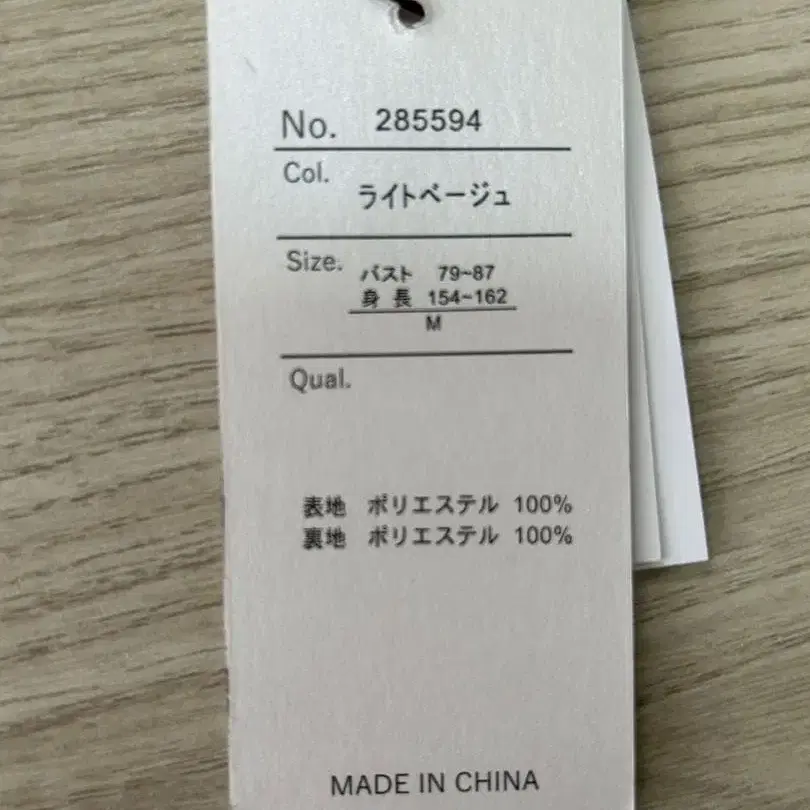 No. 285594
Col.
ライトベージュ
Size.
バスト 79~87
身長 154~162
M
Qual.
表地 ポリエステル 100%
裏地 ポリエステル 100%
MADE IN CHINA